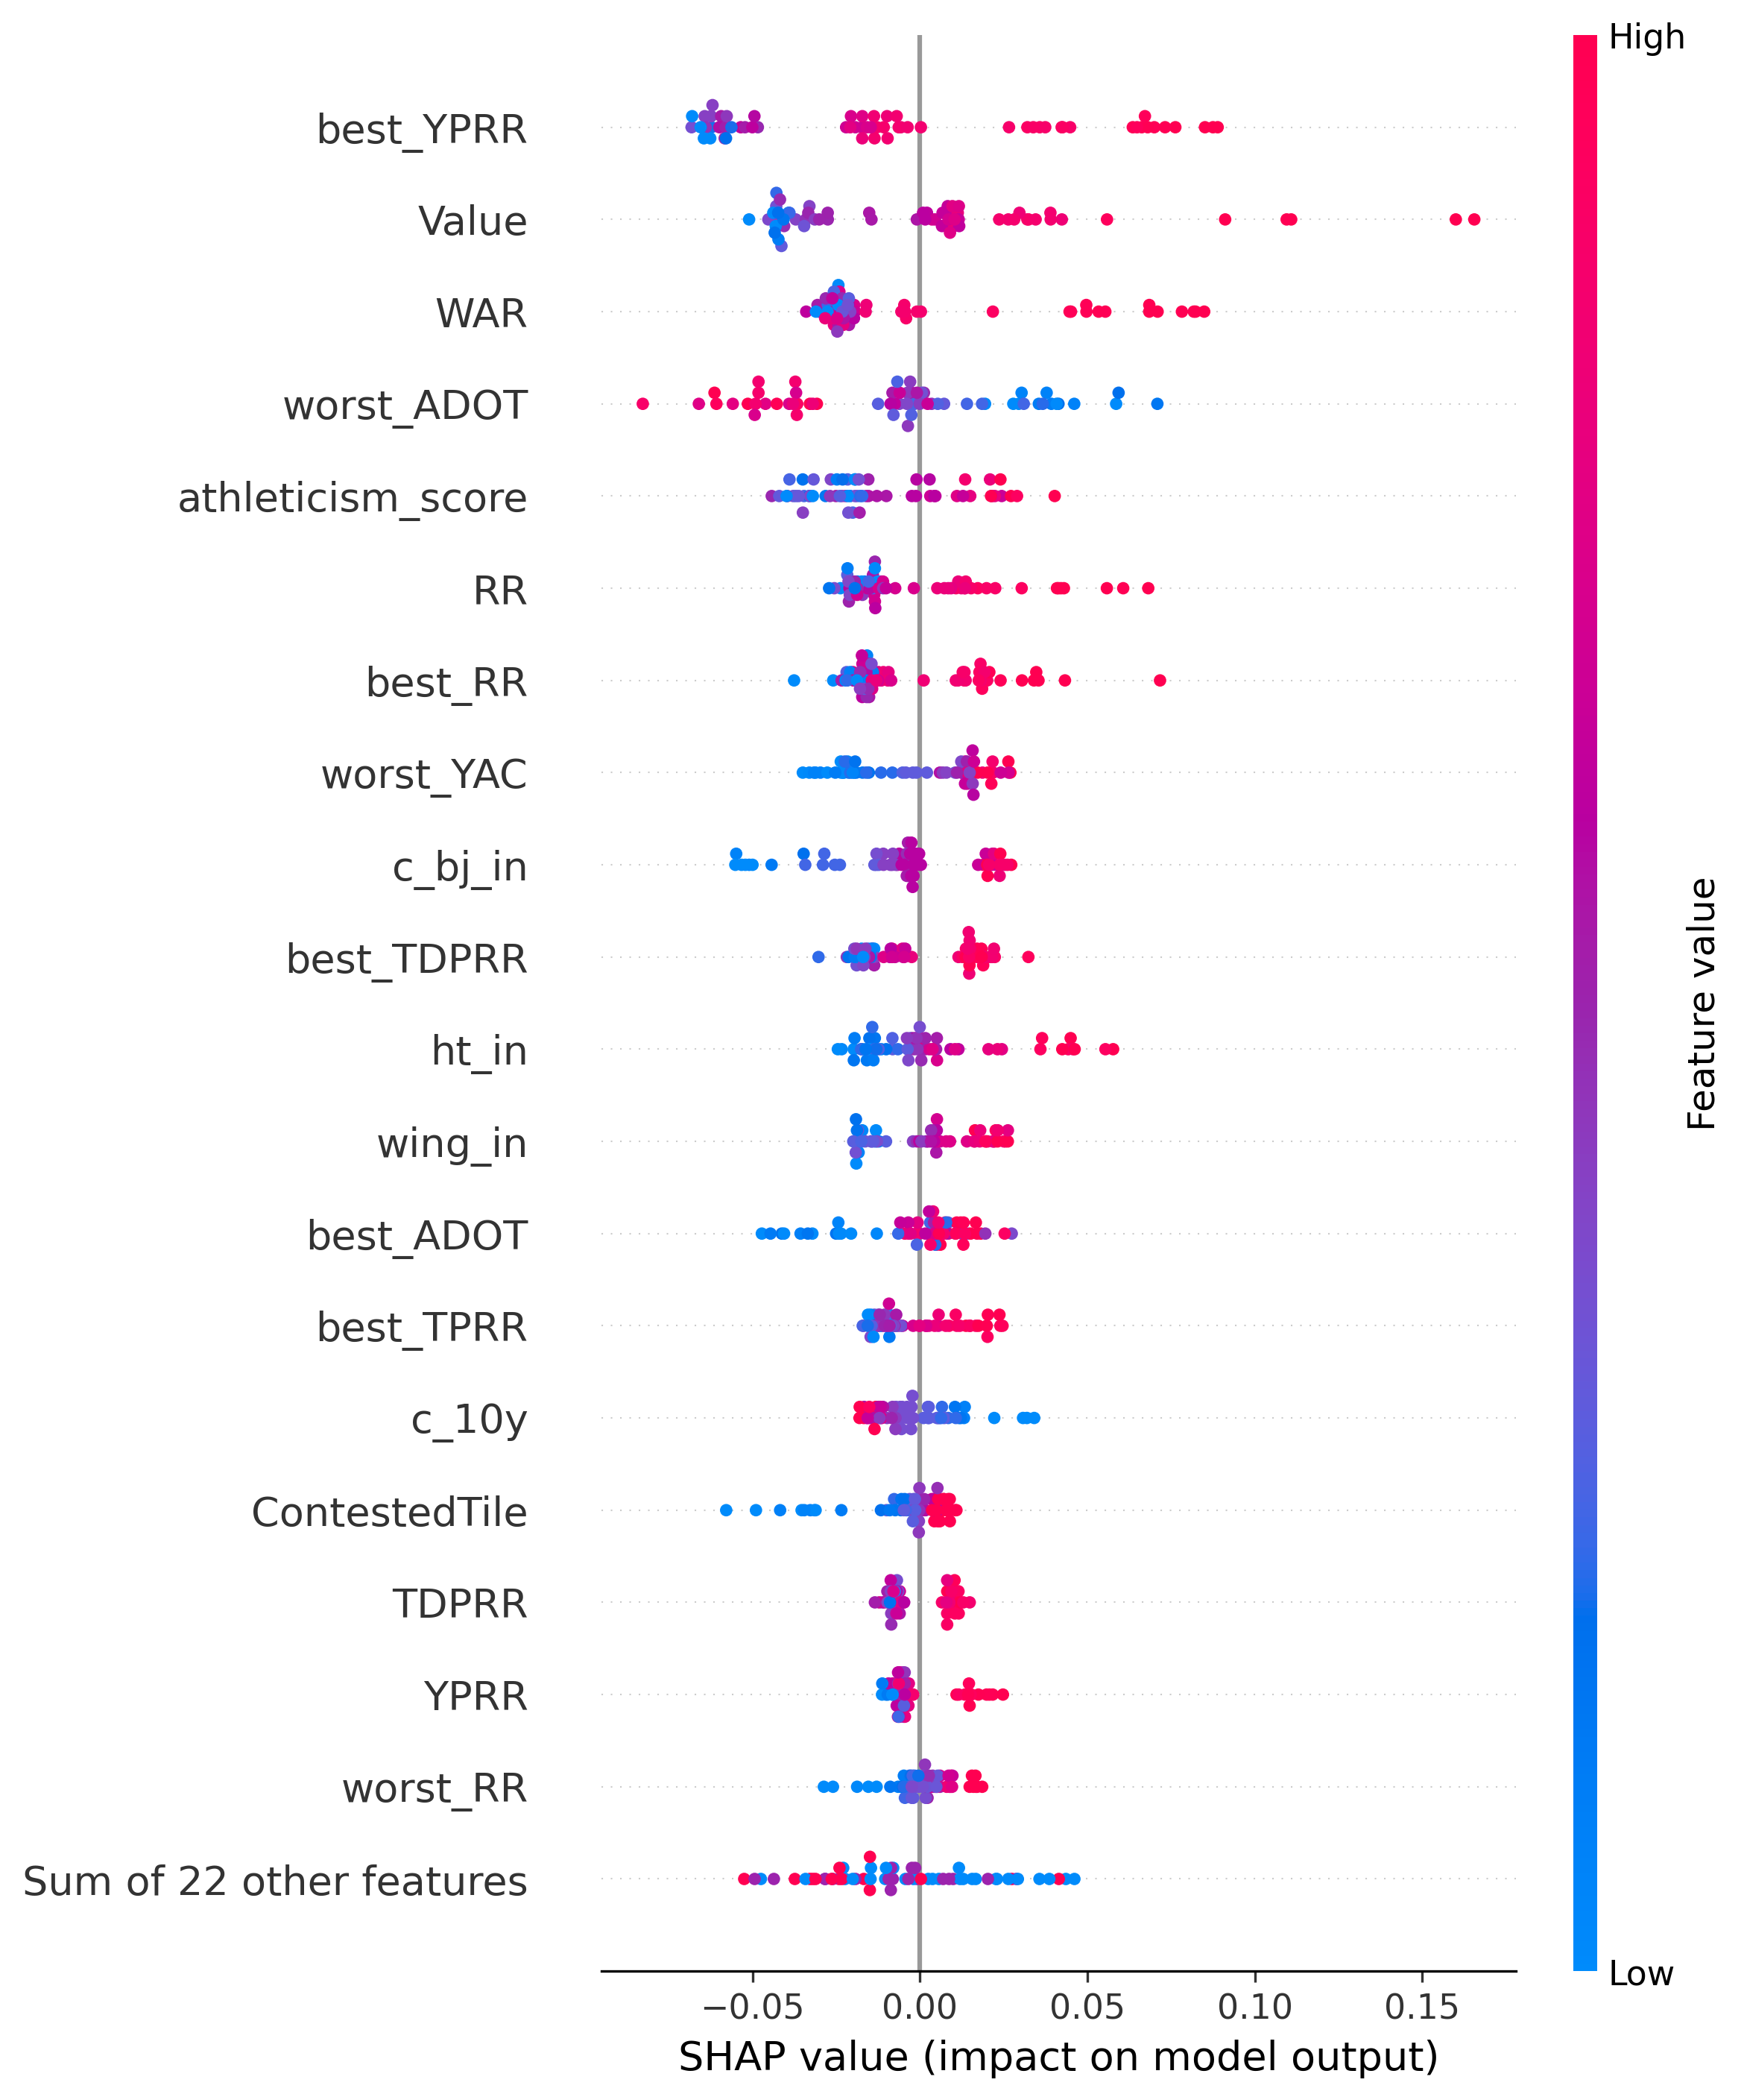 High
best_YPRR
Value
WAR
worst_ADOT
athleticism_score
RR
best_RR
worst_YAC
c_bj_in
best_TDPRR
ht_in
wing_in
best_ADOT
best_TPRR
c_10y
ContestedTile
TDPRR
YPRR
worst_RR
Sum of 22 other features
Feature value
Low
−0.05 0.00 0.05 0.10 0.15
SHAP value (impact on model output)